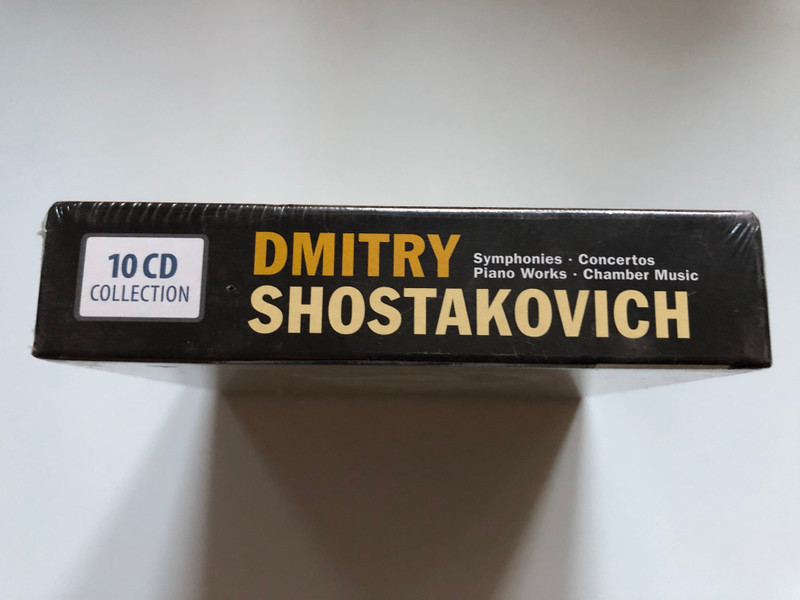 10 CD
COLLECTION
DMITRY
Symphonies · Concertos
Piano Works · Chamber Music
SHOSTAKOVICH